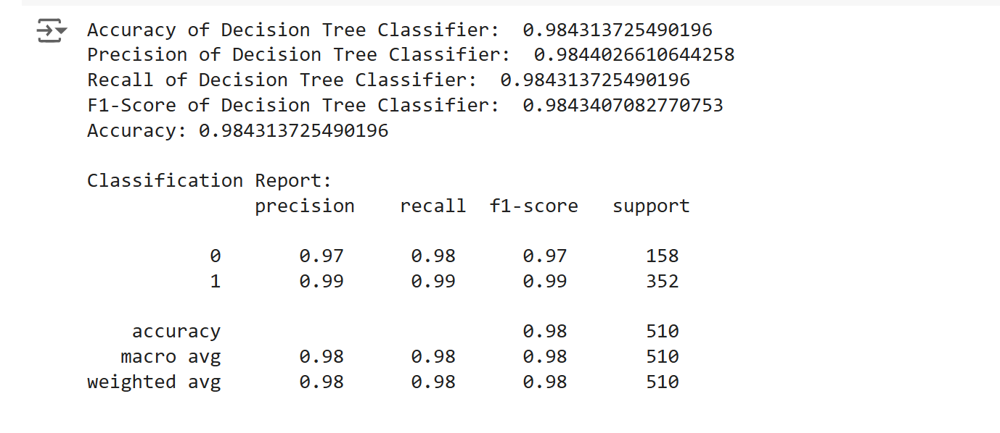 Accuracy of Decision Tree Classifier:  0.984313725490196
Precision of Decision Tree Classifier:  0.9844026610644258
Recall of Decision Tree Classifier:  0.984313725490196
F1-Score of Decision Tree Classifier:  0.9843407082770753
Accuracy: 0.984313725490196
Classification Report:
precision    recall  f1-score   support
0       0.97      0.98      0.97       158
1       0.99      0.99      0.99       352
accuracy                           0.98       510
macro avg       0.98      0.98      0.98       510
weighted avg       0.98      0.98      0.98       510